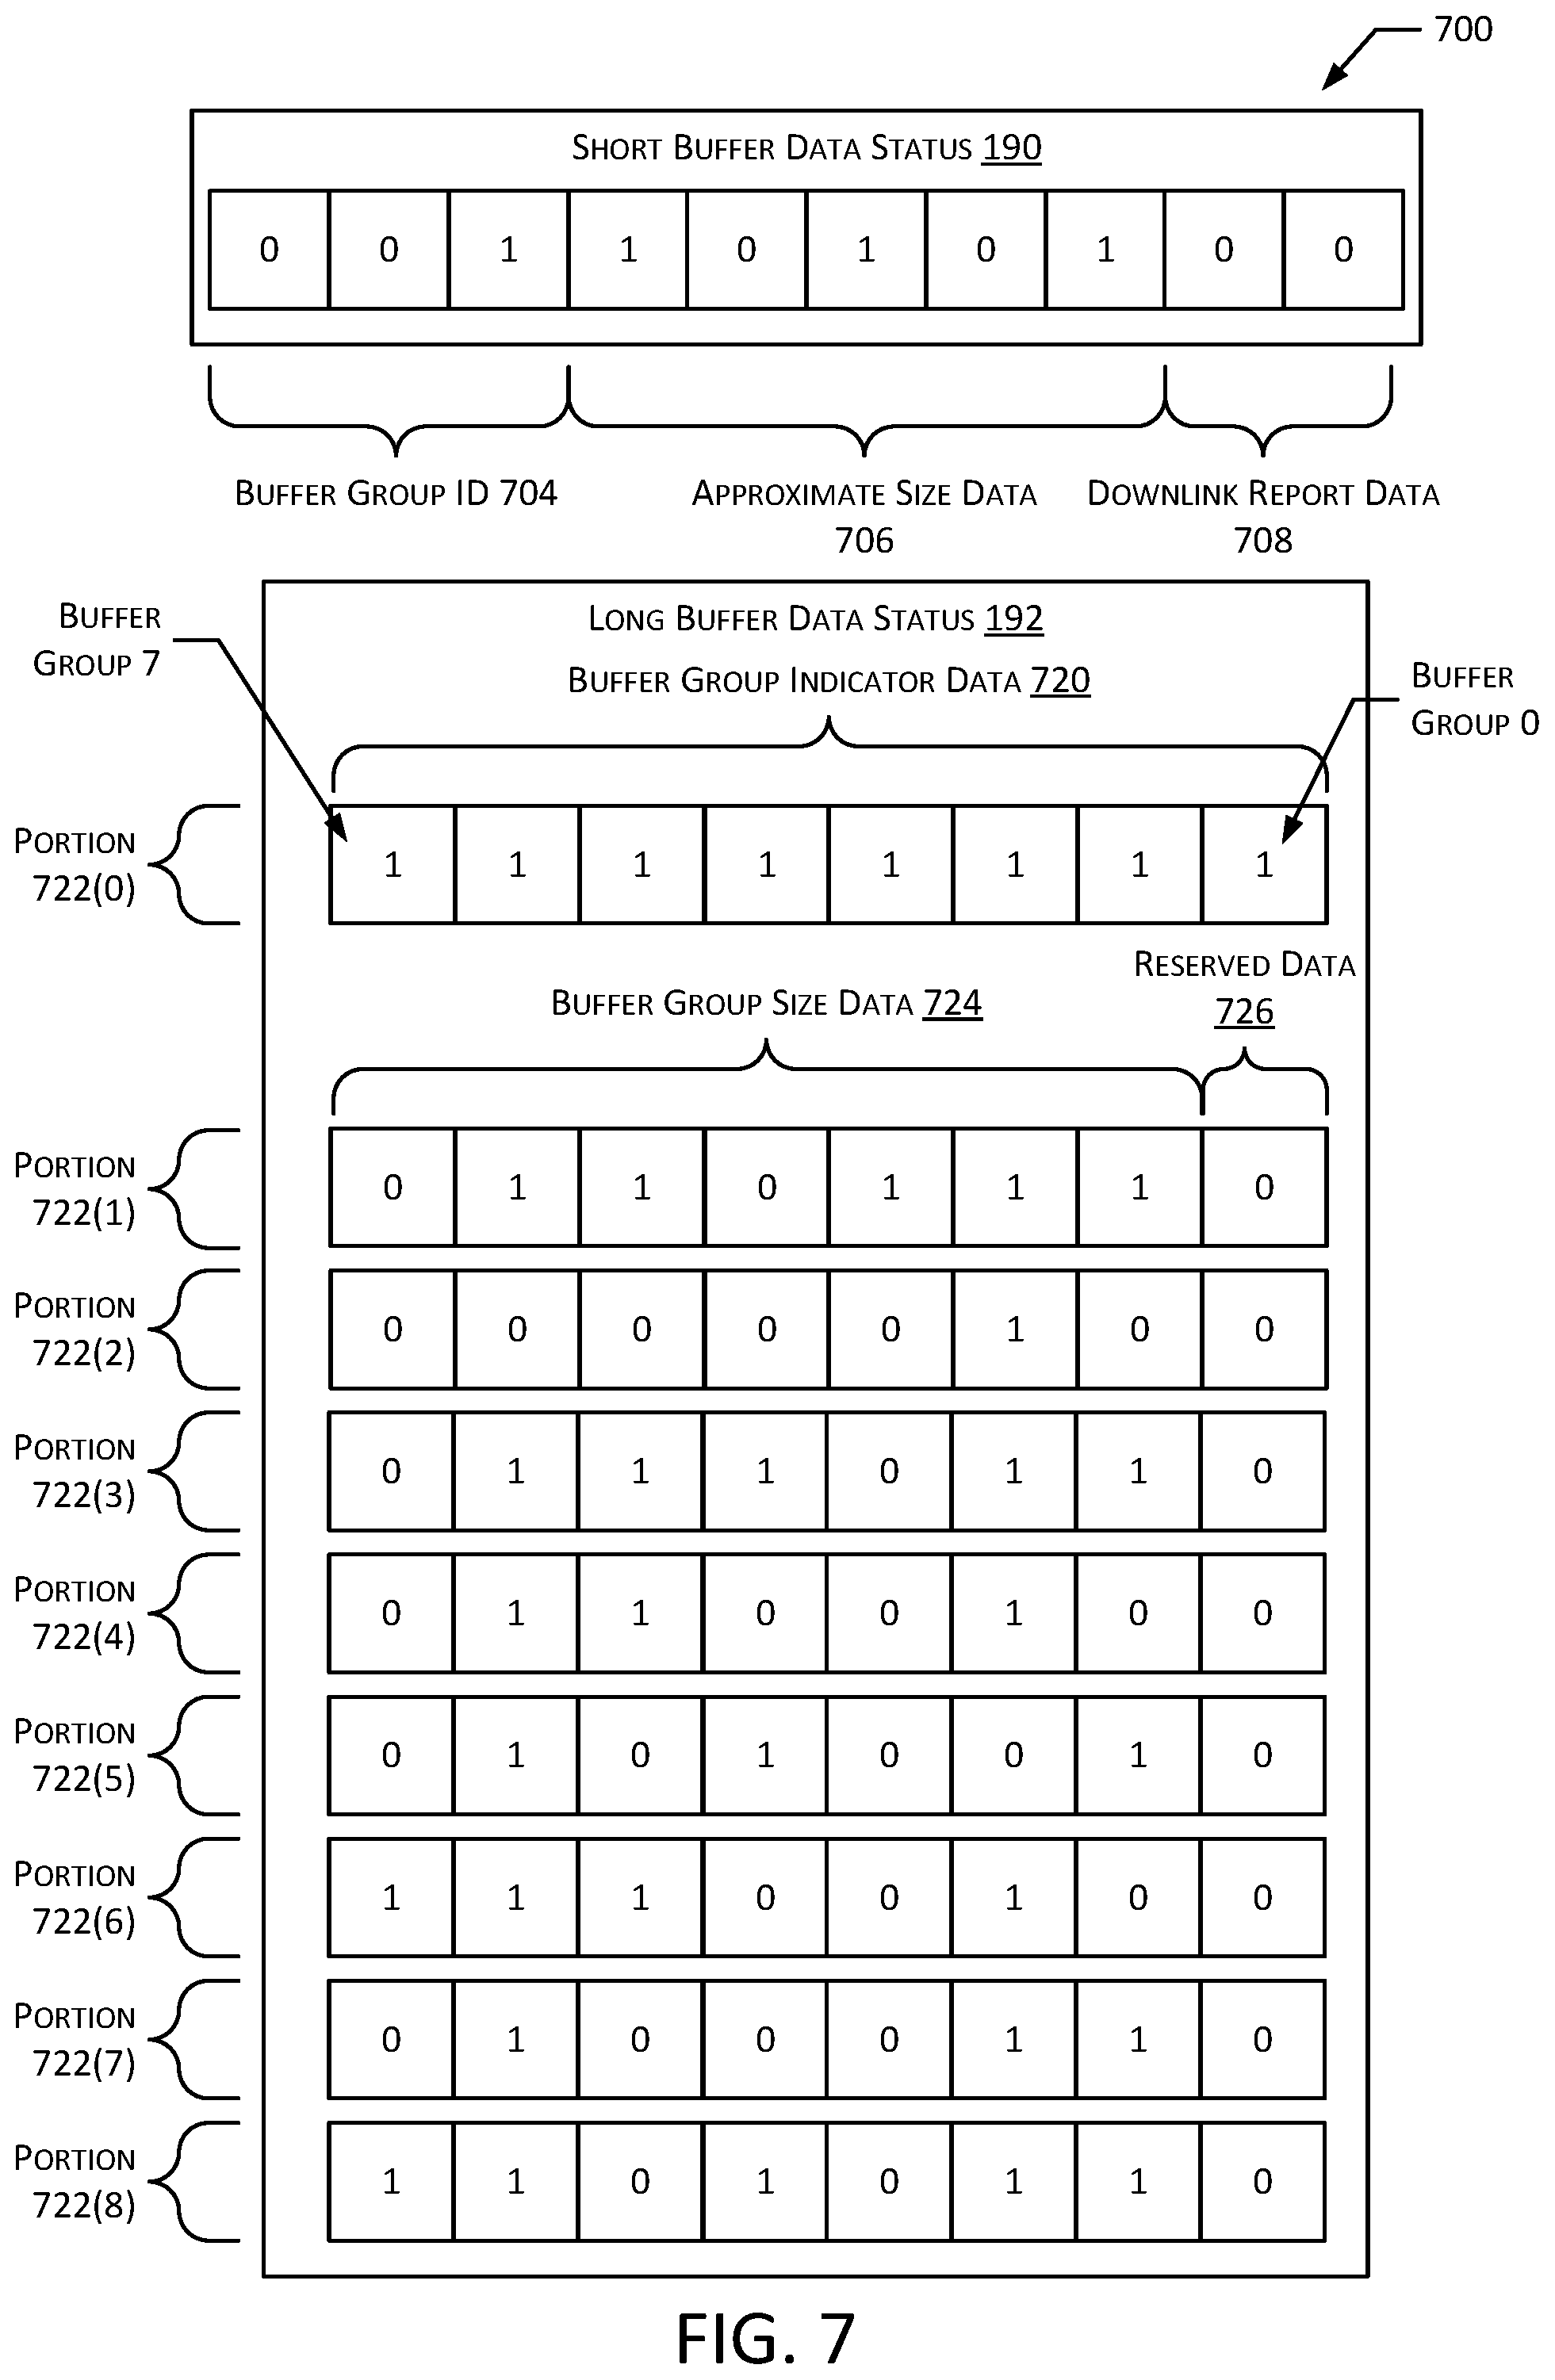 700
SHORT BUFFER DATA STATUS 190
0 0 1 1 0 1 0 1 0 0
BUFFER GROUP ID 704
APPROXIMATE SIZE DATA
706
DOWNLINK REPORT DATA
708
BUFFER
GROUP 7
LONG BUFFER DATA STATUS 192
BUFFER GROUP INDICATOR DATA 720
BUFFER
GROUP 0
PORTION
722(0)
1 1 1 1 1 1 1 1
BUFFER GROUP SIZE DATA 724
RESERVED DATA
726
PORTION
722(1)
0 1 1 0 1 1 1 0
PORTION
722(2)
0 0 0 0 0 1 0 0
PORTION
722(3)
0 1 1 1 0 1 1 0
PORTION
722(4)
0 1 1 0 0 1 0 0
PORTION
722(5)
0 1 0 1 0 0 1 0
PORTION
722(6)
1 1 1 0 0 1 0 0
PORTION
722(7)
0 1 0 0 0 1 1 0
PORTION
722(8)
1 1 0 1 0 1 1 0
FIG. 7